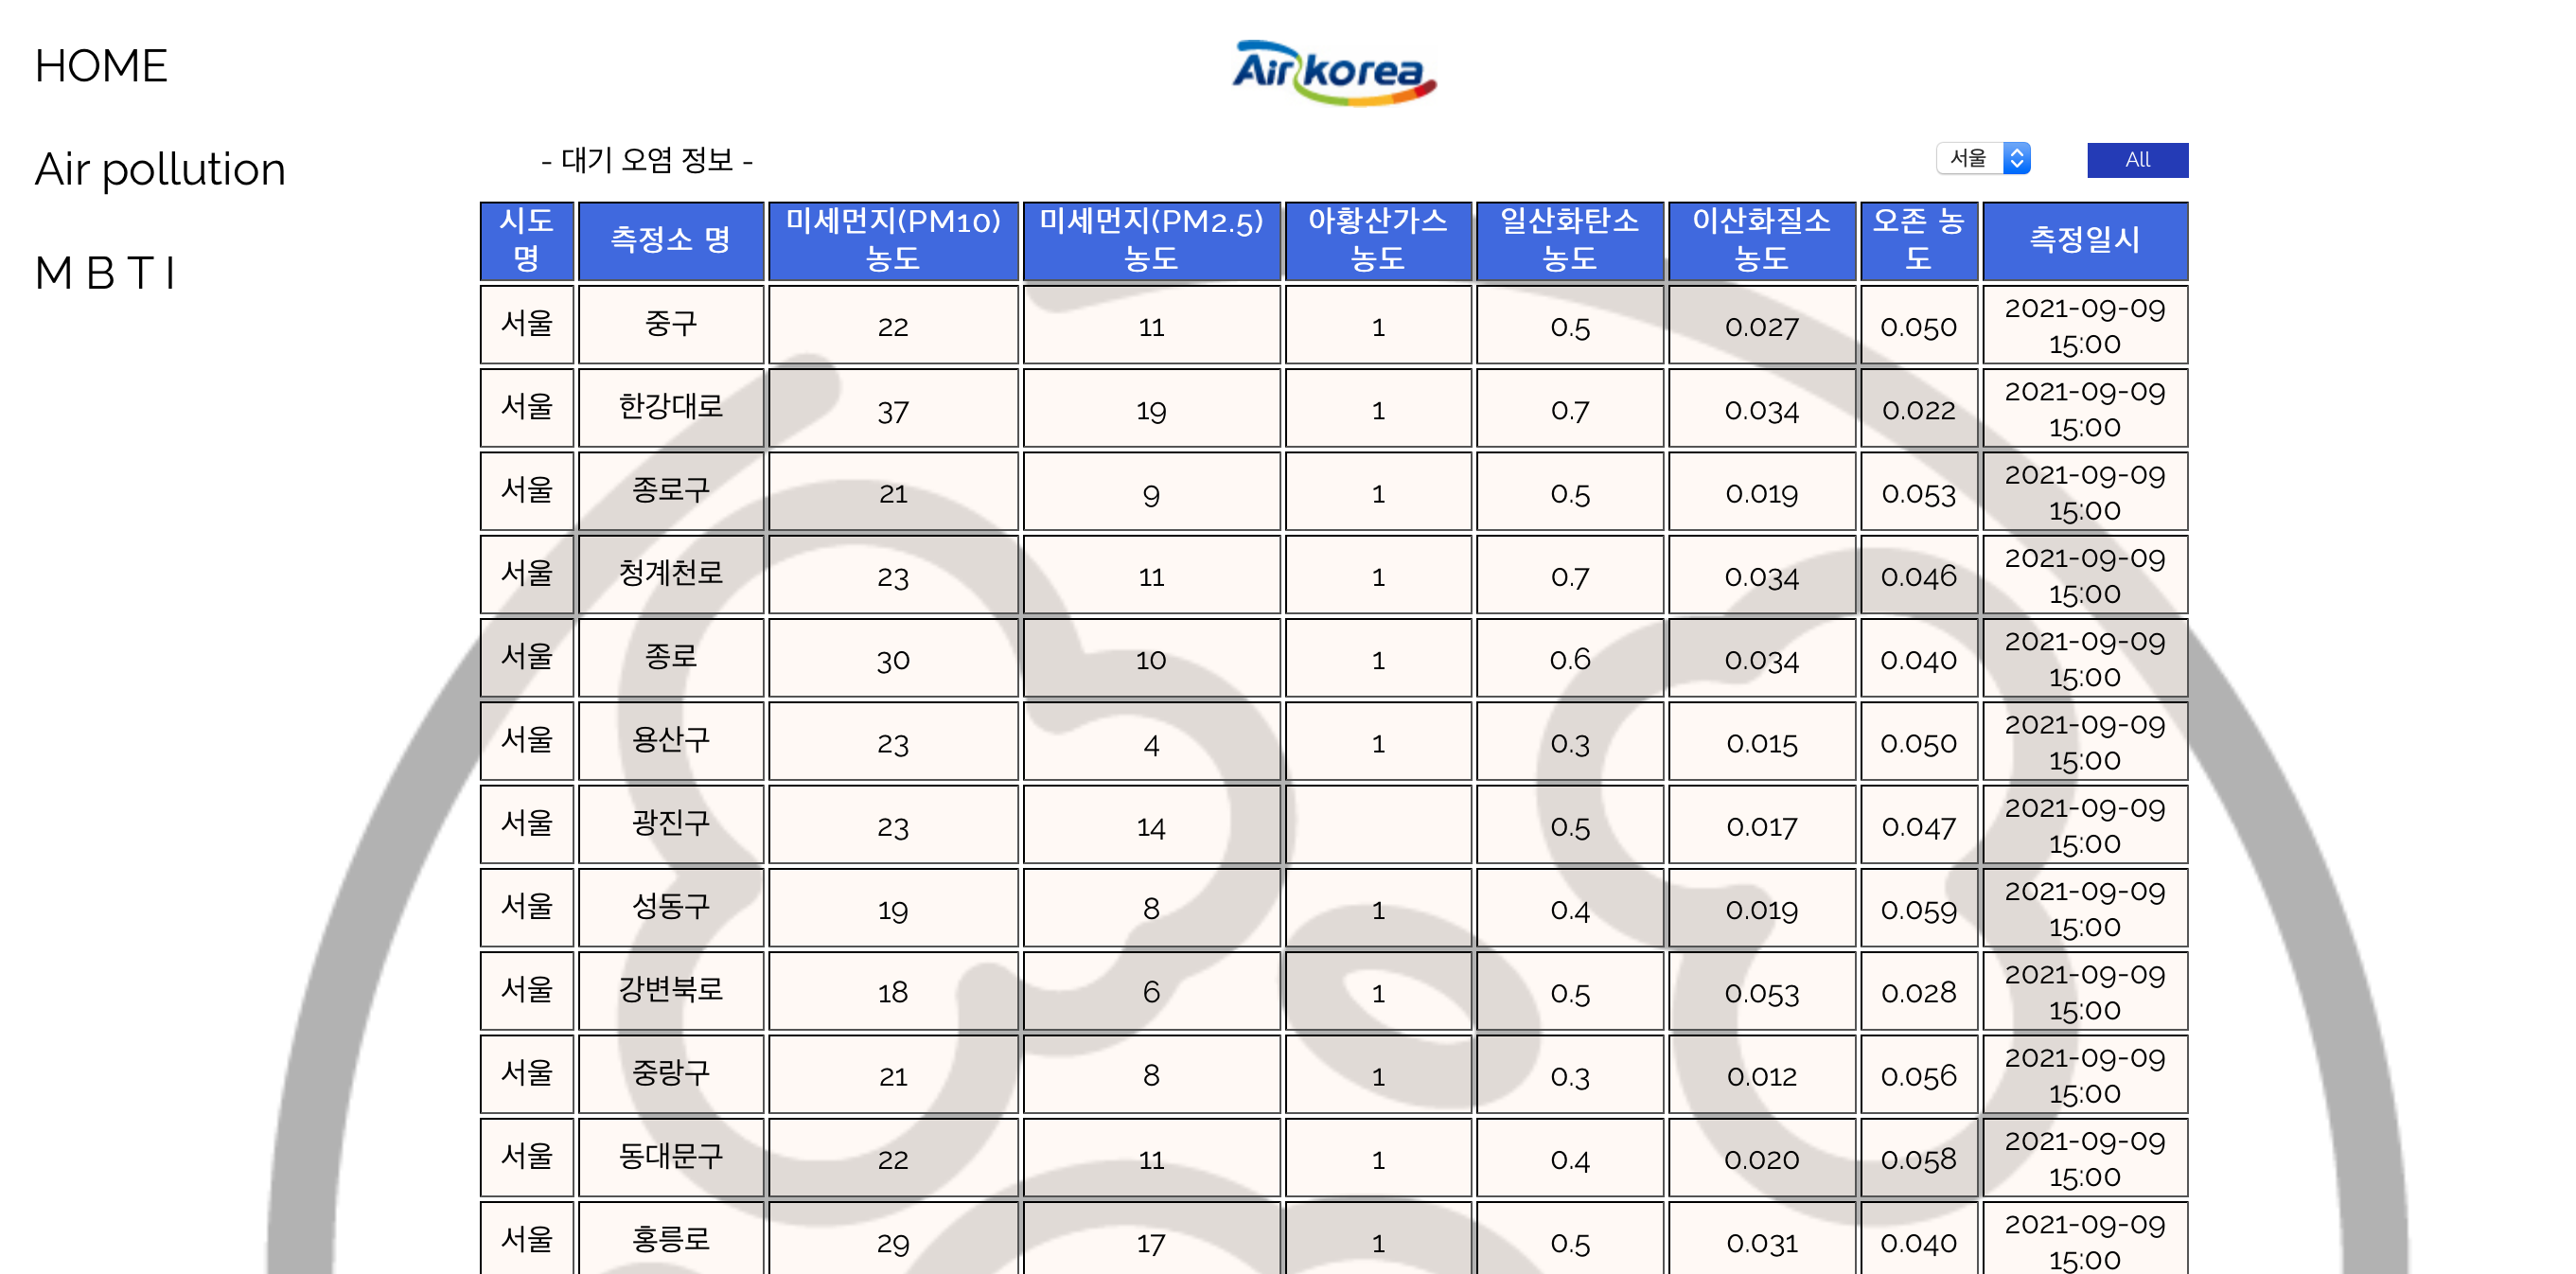 HOME
Air pollution
M B T I
Airkorea
- 대기 오염 정보 -
서울
All
시도 명 측정소 명 미세먼지(PM10) 농도 미세먼지(PM2.5) 농도 아황산가스 농도 일산화탄소 농도 이산화질소 농도 오존 농도 측정일시
서울 중구 22 11 1 0.5 0.027 0.050 2021-09-09 15:00
서울 한강대로 37 19 1 0.7 0.034 0.022 2021-09-09 15:00
서울 종로구 21 9 1 0.5 0.019 0.053 2021-09-09 15:00
서울 청계천로 23 11 1 0.7 0.034 0.046 2021-09-09 15:00
서울 종로 30 10 1 0.6 0.034 0.040 2021-09-09 15:00
서울 용산구 23 4 1 0.3 0.015 0.050 2021-09-09 15:00
서울 광진구 23 14 0.5 0.017 0.047 2021-09-09 15:00
서울 성동구 19 8 1 0.4 0.019 0.059 2021-09-09 15:00
서울 강변북로 18 6 1 0.5 0.053 0.028 2021-09-09 15:00
서울 중랑구 21 8 1 0.3 0.012 0.056 2021-09-09 15:00
서울 동대문구 22 11 1 0.4 0.020 0.058 2021-09-09 15:00
서울 홍릉로 29 17 1 0.5 0.031 0.040 2021-09-09 15:00